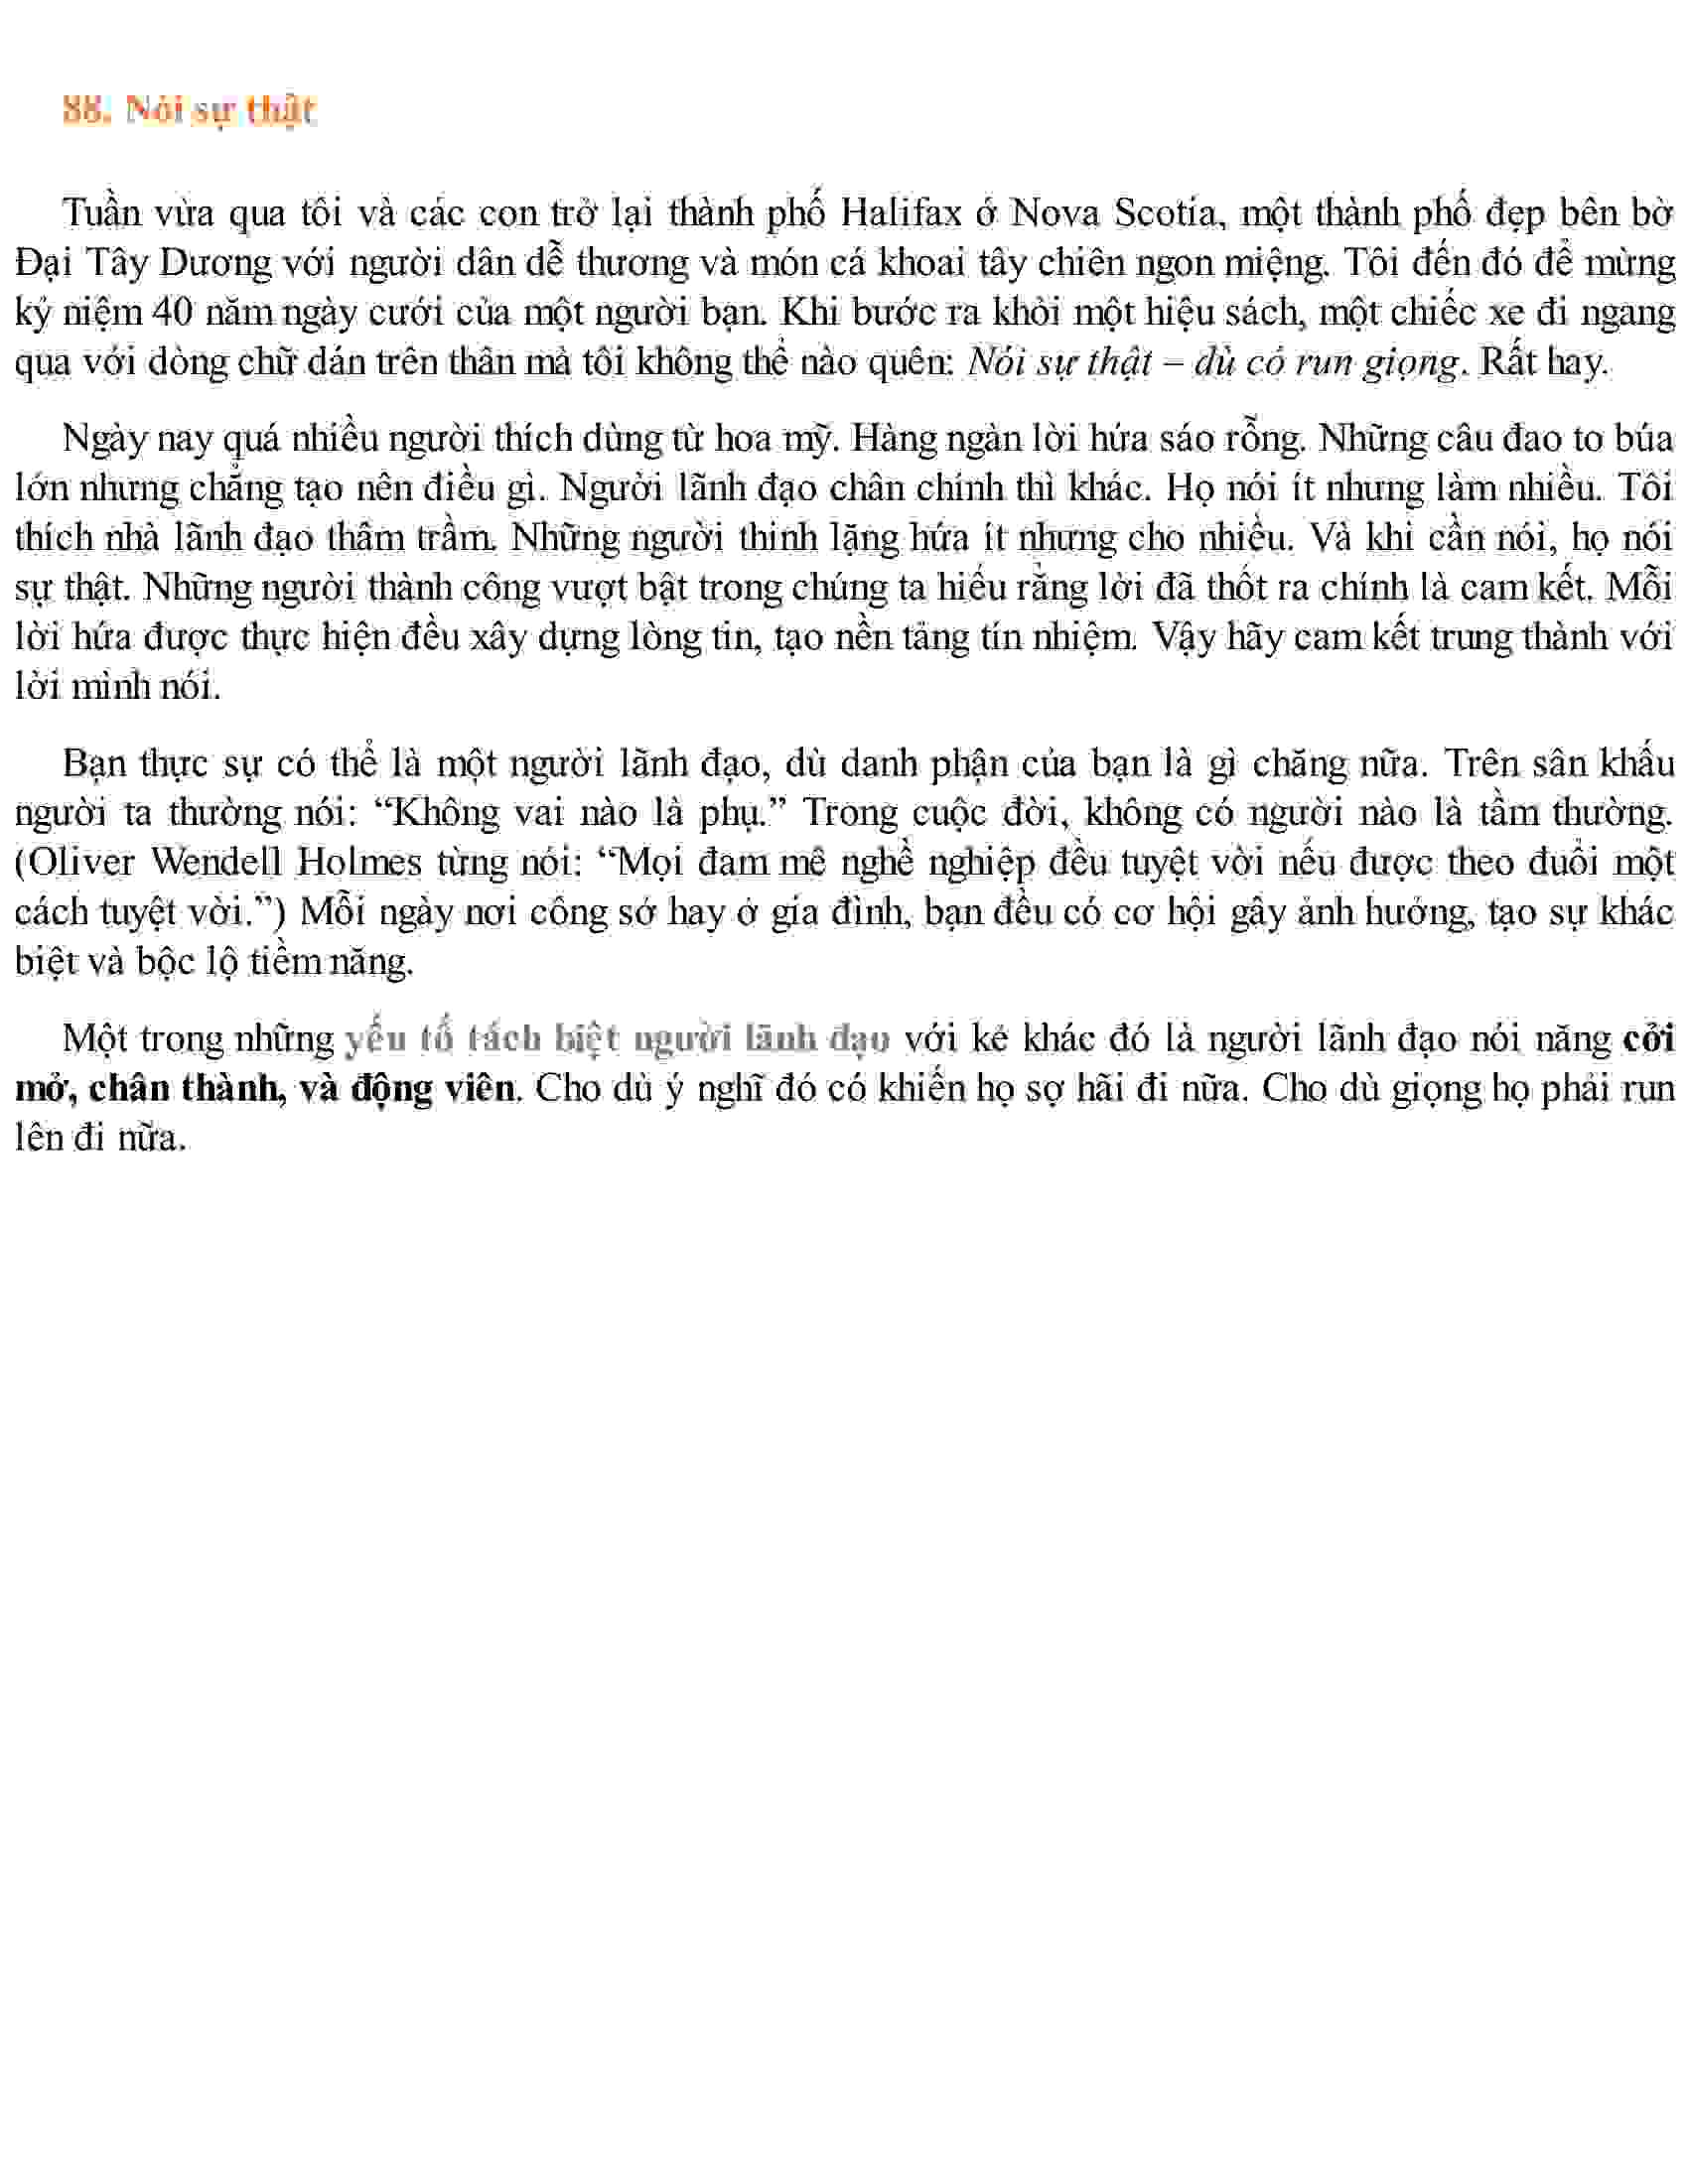 88. Nói sự thật
Tuần vừa qua tôi và các con trở lại thành phố Halifax ở Nova Scotia, một thành phố đẹp bên bờ
Đại Tây Dương với người dân dễ thương và món cá khoai tây chiên ngon miệng. Tôi đến đó để mừng
kỷ niệm 40 năm ngày cưới của một người bạn. Khi bước ra khỏi một hiệu sách, một chiếc xe đi ngang
qua với dòng chữ dán trên thân mà tôi không thể nào quên: Nói sự thật – dù có run giọng. Rất hay.
Ngày nay quá nhiều người thích dùng từ hoa mỹ. Hàng ngàn lời hứa sáo rỗng. Những câu đao to búa
lớn nhưng chẳng tạo nên điều gì. Người lãnh đạo chân chính thì khác. Họ nói ít nhưng làm nhiều. Tôi
thích nhà lãnh đạo thâm trầm. Những người thinh lặng hứa ít nhưng cho nhiều. Và khi cần nói, họ nói
sự thật. Những người thành công vượt bật trong chúng ta hiểu rằng lời đã thốt ra chính là cam kết. Mỗi
lời hứa được thực hiện đều xây dựng lòng tin, tạo nền tảng tín nhiệm. Vậy hãy cam kết trung thành với
lời mình nói.
Bạn thực sự có thể là một người lãnh đạo, dù danh phận của bạn là gì chăng nữa. Trên sân khấu
người ta thường nói: “Không vai nào là phụ.” Trong cuộc đời, không có người nào là tầm thường.
(Oliver Wendell Holmes từng nói: “Mọi đam mê nghề nghiệp đều tuyệt vời nếu được theo đuổi một
cách tuyệt vời.”) Mỗi ngày nơi công sở hay ở gia đình, bạn đều có cơ hội gây ảnh hưởng, tạo sự khác
biệt và bộc lộ tiềm năng.
Một trong những yếu tố tách biệt người lãnh đạo với kẻ khác đó là người lãnh đạo nói năng cởi
mở, chân thành, và động viên. Cho dù ý nghĩ đó có khiến họ sợ hãi đi nữa. Cho dù giọng họ phải run
lên đi nữa.